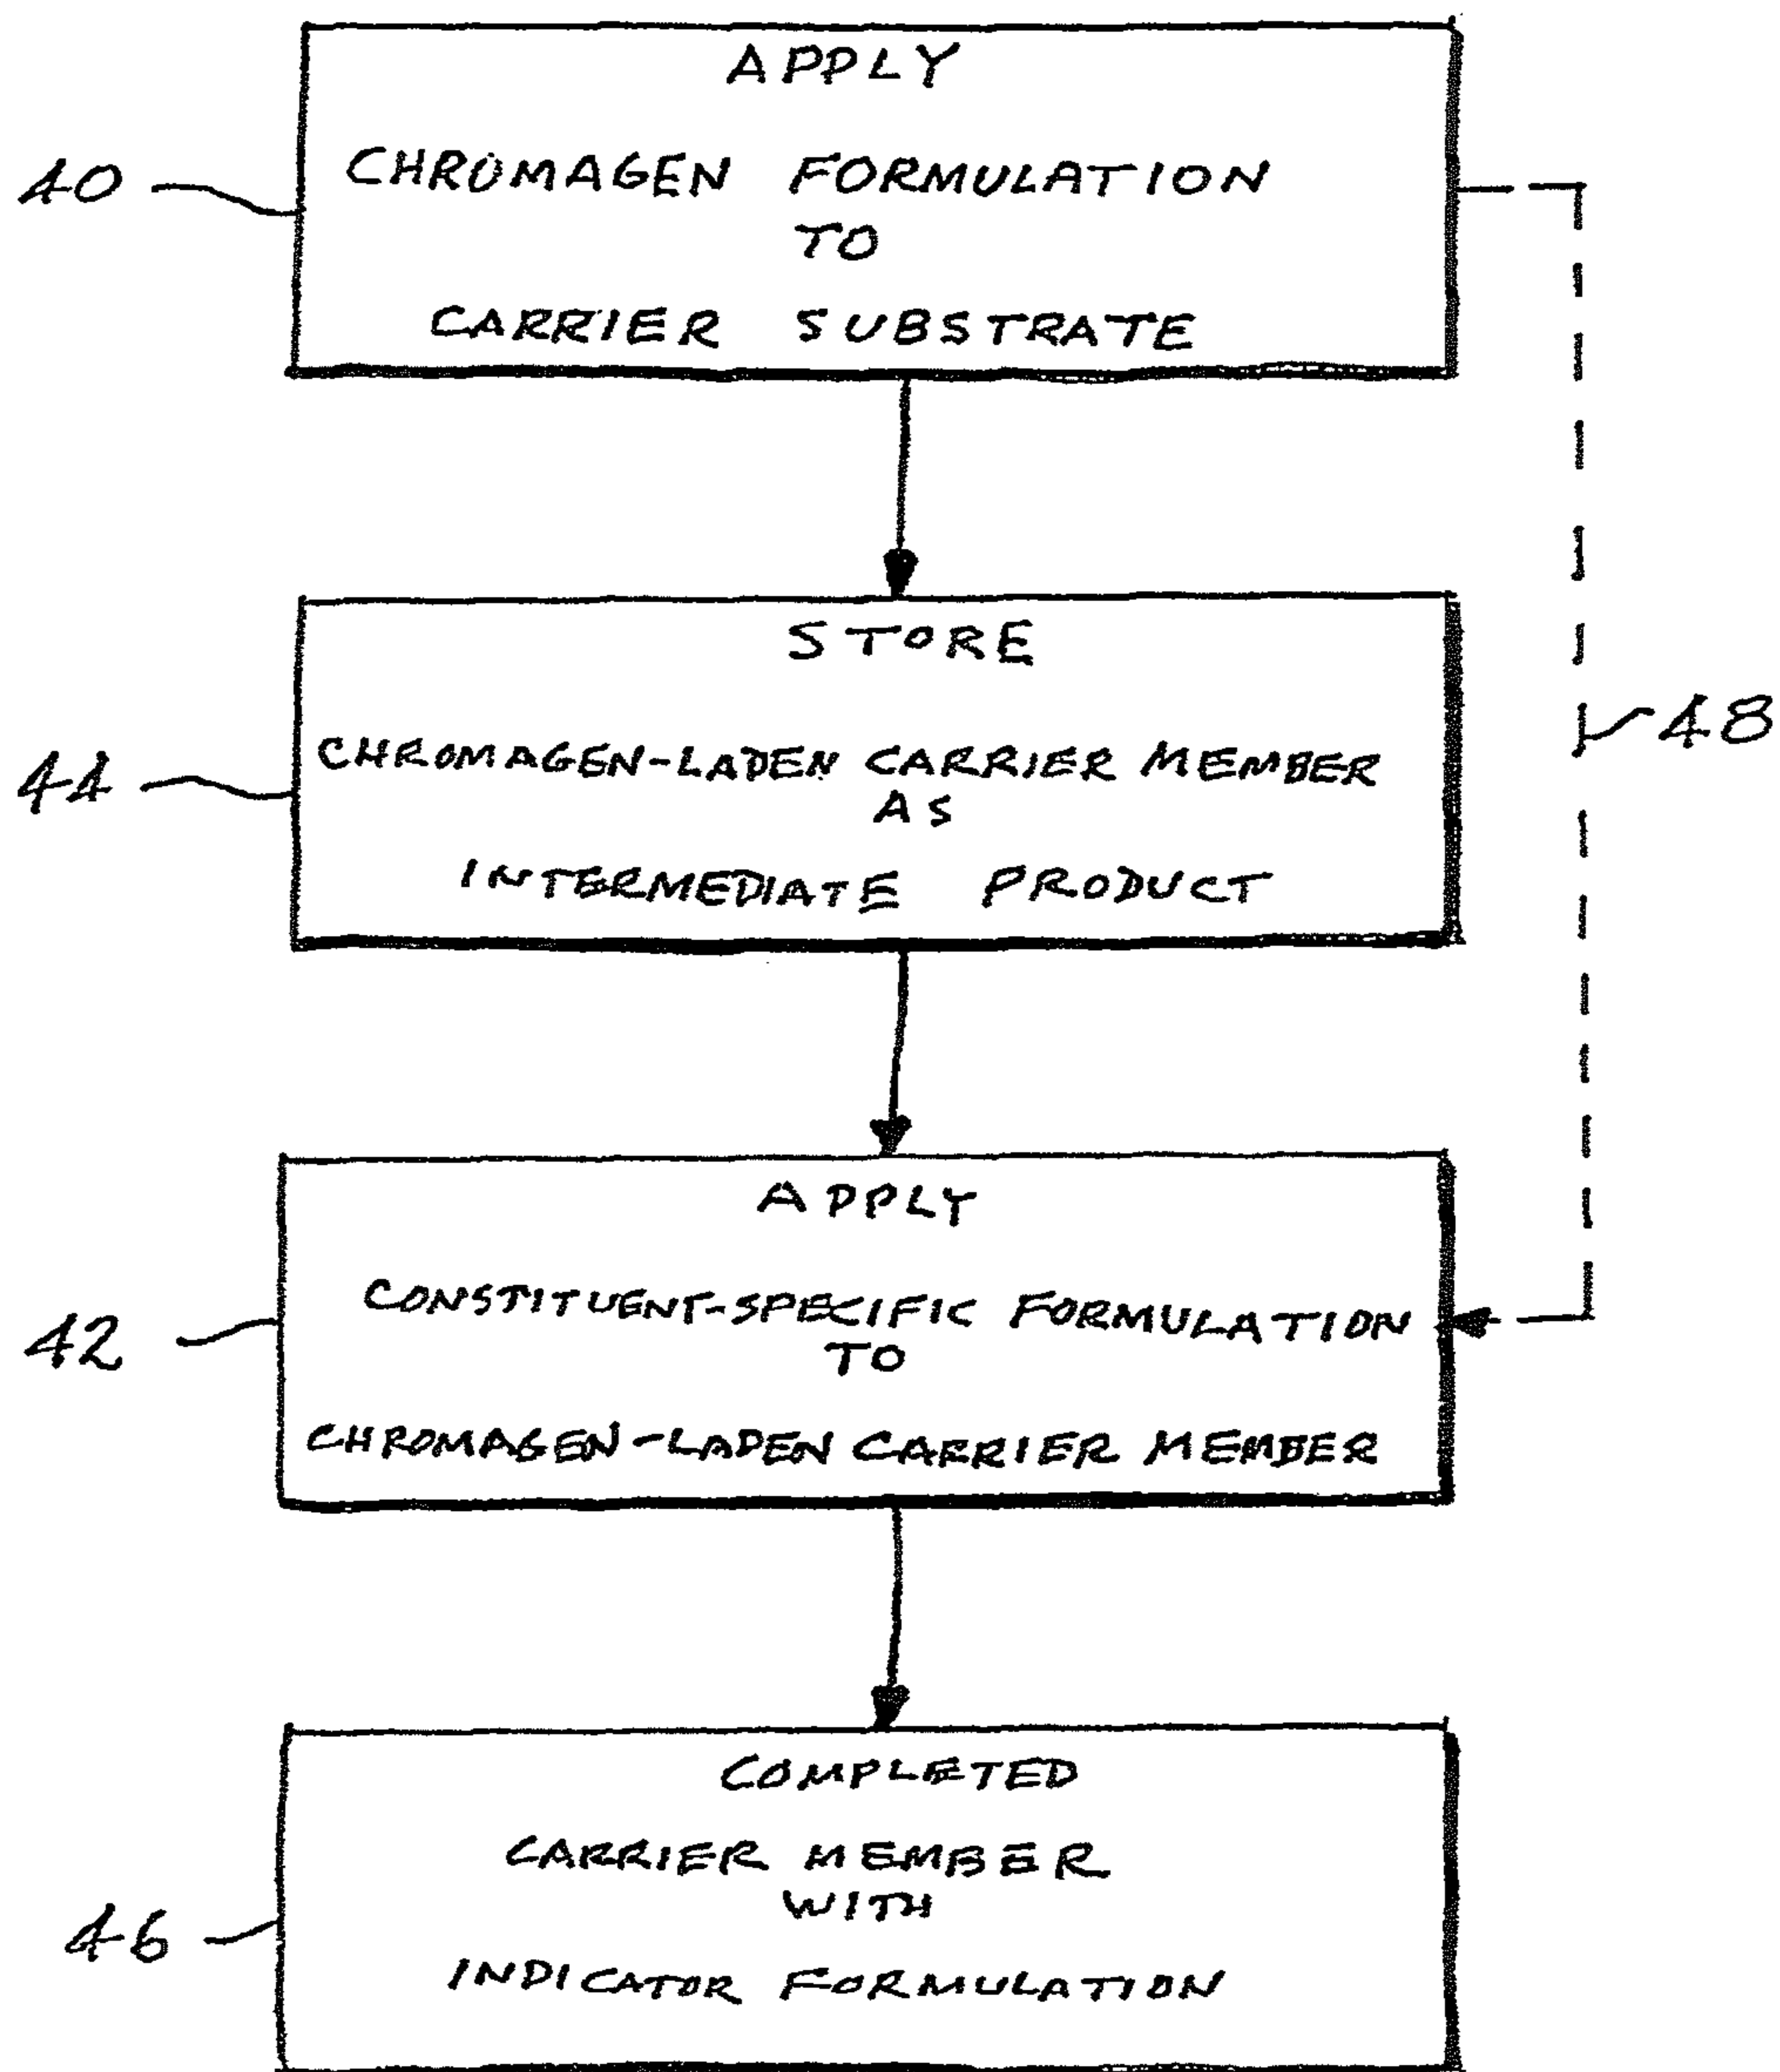 APPLY
40
CHROMAGEN FORMULATION
TO
CARRIER SUBSTRATE
STORE
48
44
CHROMAGEN-LADEN CARRIER MEMBER
AS
INTERMEDIATE PRODUCT
APPLY
42
CONSTITUENT-SPECIFIC FORMULATION
TO
CHROMAGEN-LADEN CARRIER MEMBER
COMPLETED
CARRIER MEMBER
WITH
46
INDICATOR FORMULATION